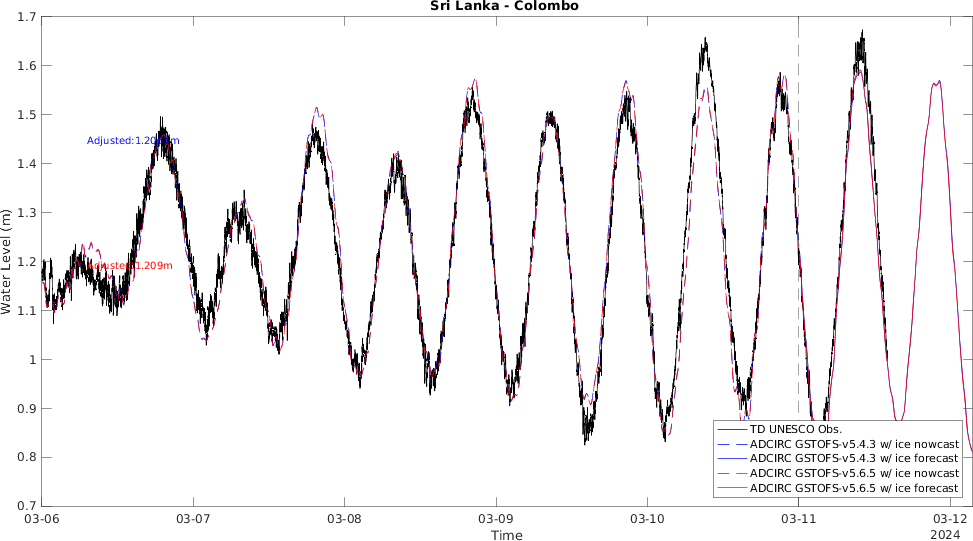 Sri Lanka - Colombo
1.7
1.6
1.5
1.4
1.3
1.2
1.1
1
0.9
0.8
0.7
Water Level (m)
Adjusted:1.209m
03-06
03-07
03-08
03-09
03-10
03-11
03-12
2024
Time
TD UNESCO Obs.
ADCIRC GSTOFS-v5.4.3 w/ ice nowcast
ADCIRC GSTOFS-v5.4.3 w/ ice forecast
ADCIRC GSTOFS-v5.6.5 w/ ice nowcast
ADCIRC GSTOFS-v5.6.5 w/ ice forecast